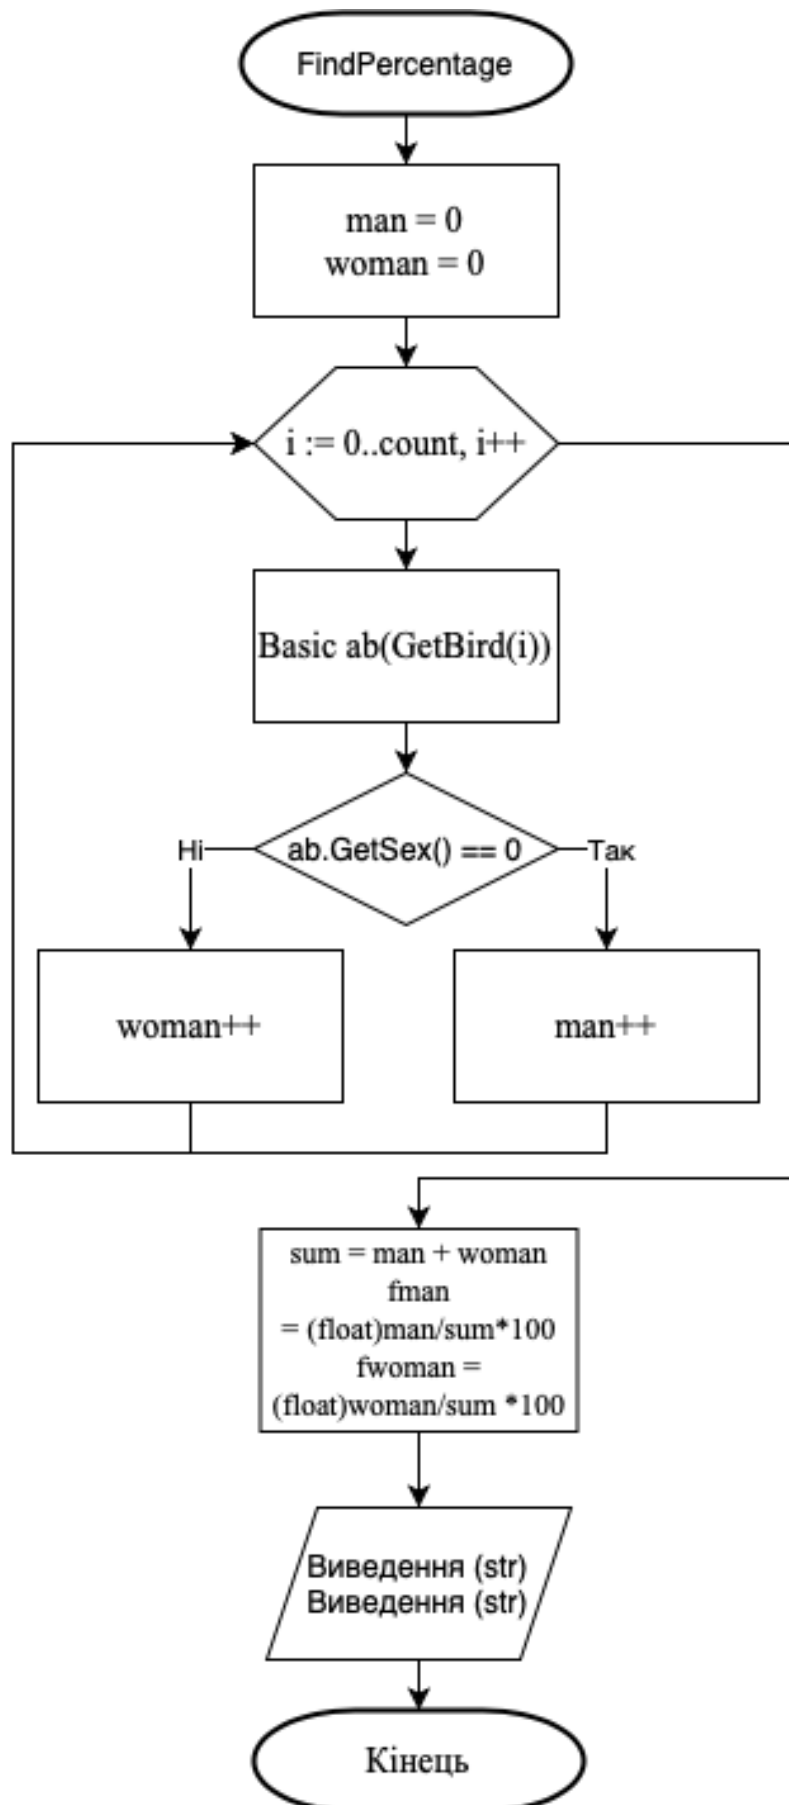 FindPercentage
man = 0
woman = 0
i := 0..count, i++
Basic ab(GetBird(i))
ab.GetSex() == 0
Ні
Так
woman++
man++
sum = man + woman
fman
= (float)man/sum*100
fwoman =
(float)woman/sum *100
Виведення (str)
Виведення (str)
Кінець